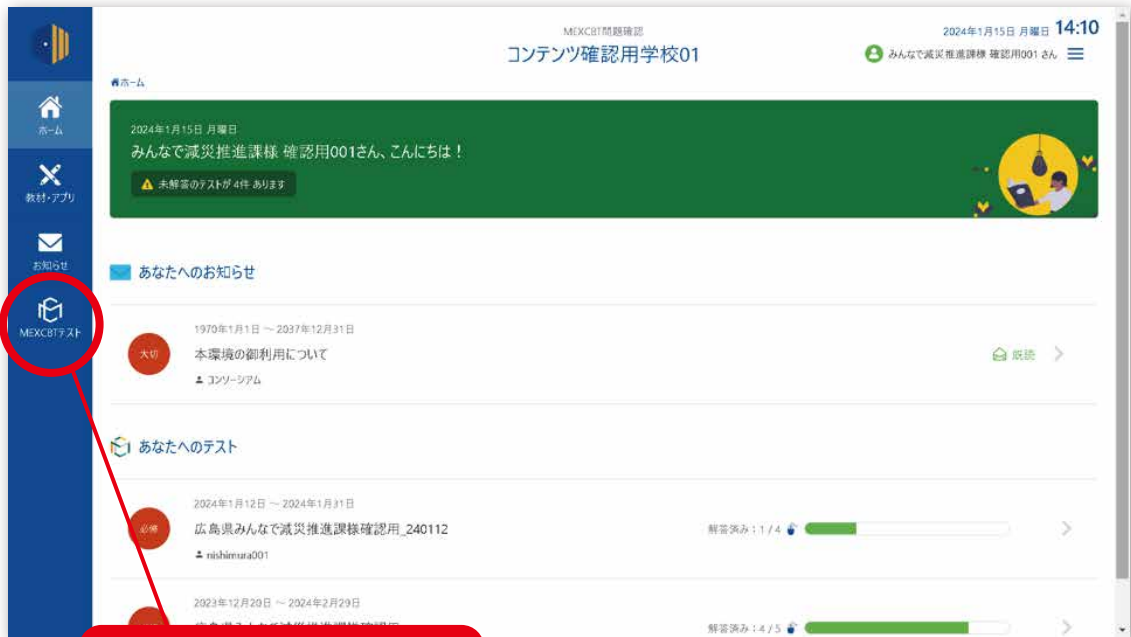 MEXCBT問題確認
コンテンツ確認用学校01
2024年1月15日 月曜日 14:10
みんなで減災推進課様 確認用001 さん
ホーム
ホーム
教材・アプリ
お知らせ
MEXCBTテスト
2024年1月15日 月曜日
みんなで減災推進課様 確認用001さん、こんにちは！
未解答のテストが 4件 あります
あなたへのお知らせ
大切
1970年1月1日 ～ 2037年12月31日
本環境の御利用について
コンソーシアム
既読
あなたへのテスト
必修
2024年1月12日 ～ 2024年1月31日
広島県みんなで減災推進課様確認用_240112
nishimura001
解答済み：1 / 4
2023年12月20日 ～ 2024年2月29日
解答済み：4 / 5